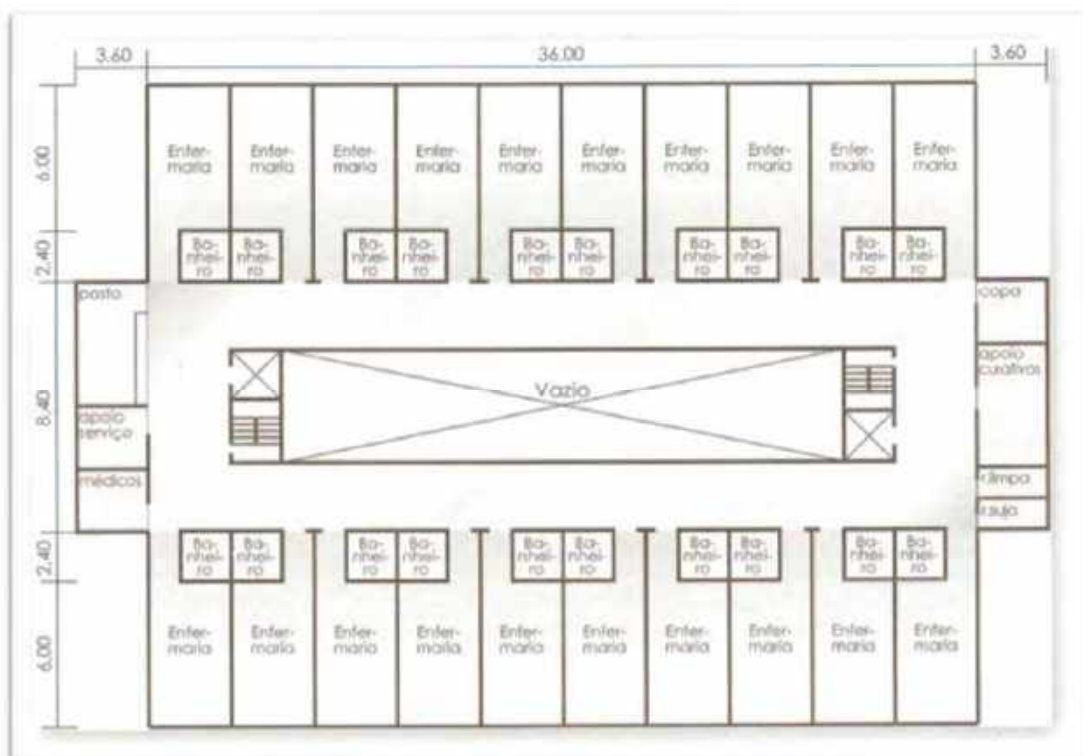 3.60 36.00 3.60
6.00
Enfer-
maria
Enfer-
maria
Enfer-
maria
Enfer-
maria
Enfer-
maria
Enfer-
maria
Enfer-
maria
Enfer-
maria
Enfer-
maria
Enfer-
maria
2.40
Ba-
nhei-
ro
Ba-
nhei-
ro
Ba-
nhei-
ro
Ba-
nhei-
ro
Ba-
nhei-
ro
Ba-
nhei-
ro
Ba-
nhei-
ro
Ba-
nhei-
ro
Ba-
nhei-
ro
Ba-
nhei-
ro
posto
copa
8.40
Vazio
apoio
curativos
apoio
serviço
médicos
r.limpa
r.suja
2.40
Ba-
nhei-
ro
Ba-
nhei-
ro
Ba-
nhei-
ro
Ba-
nhei-
ro
Ba-
nhei-
ro
Ba-
nhei-
ro
Ba-
nhei-
ro
Ba-
nhei-
ro
Ba-
nhei-
ro
Ba-
nhei-
ro
6.00
Enfer-
maria
Enfer-
maria
Enfer-
maria
Enfer-
maria
Enfer-
maria
Enfer-
maria
Enfer-
maria
Enfer-
maria
Enfer-
maria
Enfer-
maria